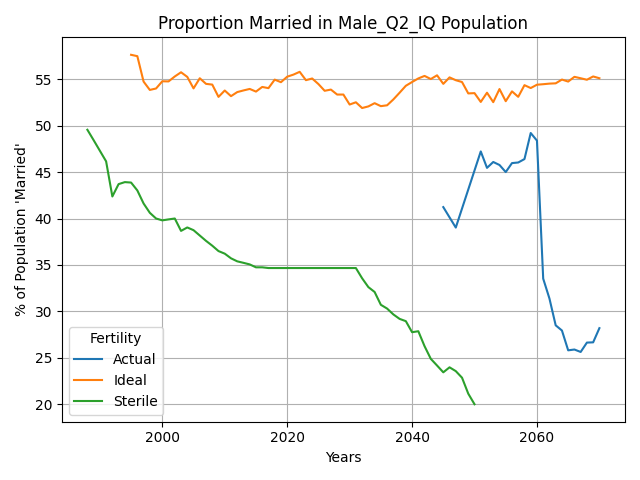 Proportion Married in Male_Q2_IQ Population
% of Population 'Married'
55
50
45
40
35
30
25
20
Fertility
Actual
Ideal
Sterile
2000 2020 2040 2060
Years